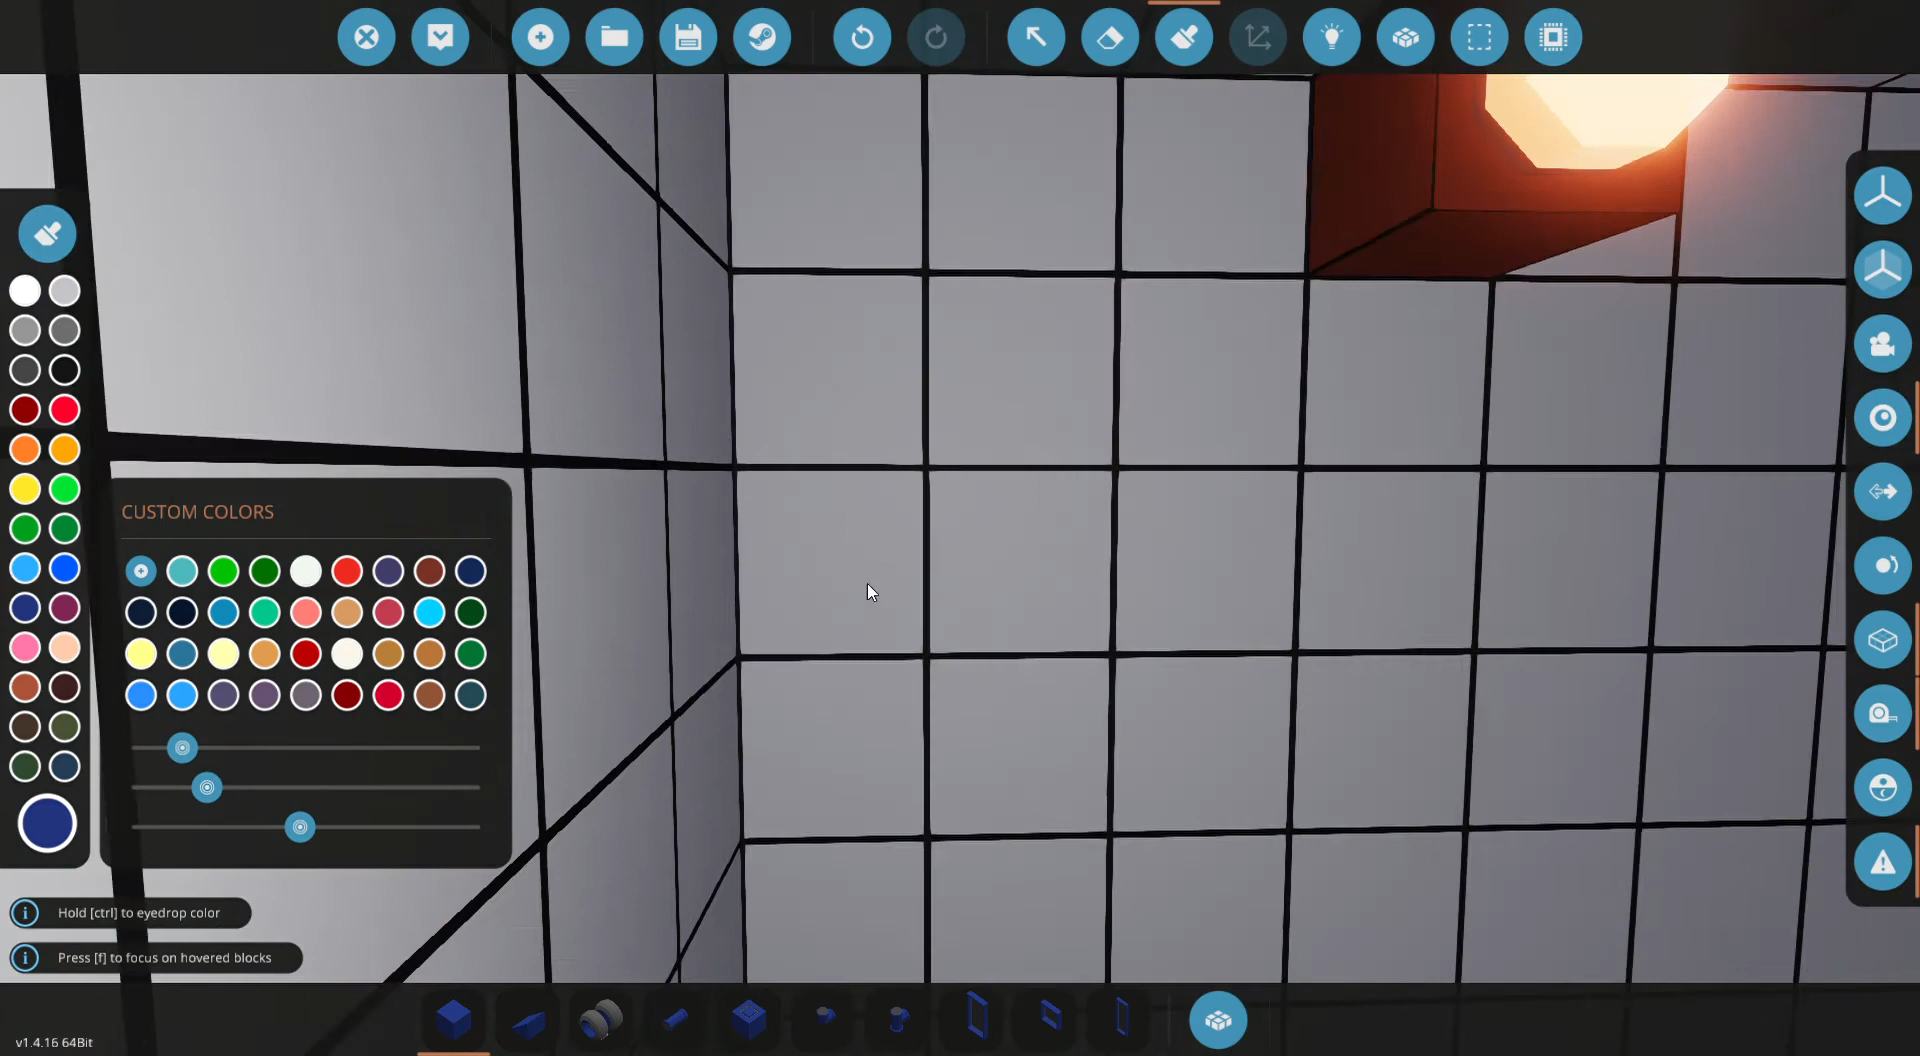 CUSTOM COLORS
Hold [ctrl] to eyedrop color
Press [f] to focus on hovered blocks
v1.4.16 64Bit